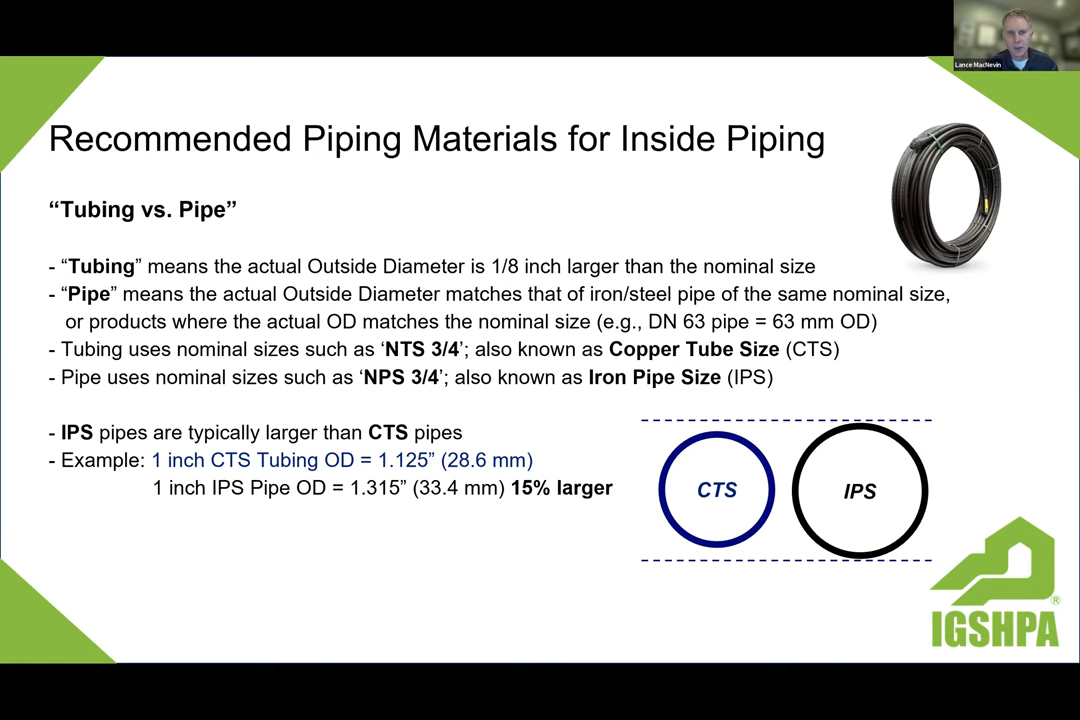 Lance MacNevin
Recommended Piping Materials for Inside Piping
“Tubing vs. Pipe”
- “Tubing” means the actual Outside Diameter is 1/8 inch larger than the nominal size
- “Pipe” means the actual Outside Diameter matches that of iron/steel pipe of the same nominal size,
or products where the actual OD matches the nominal size (e.g., DN 63 pipe = 63 mm OD)
- Tubing uses nominal sizes such as ‘NTS 3/4’; also known as Copper Tube Size (CTS)
- Pipe uses nominal sizes such as ‘NPS 3/4’; also known as Iron Pipe Size (IPS)
- IPS pipes are typically larger than CTS pipes
- Example: 1 inch CTS Tubing OD = 1.125” (28.6 mm)
1 inch IPS Pipe OD = 1.315” (33.4 mm) 15% larger
CTS
IPS
IGSHPA
®